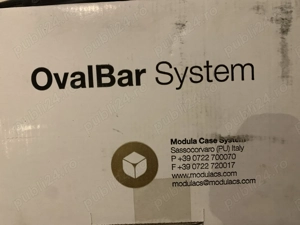 OvalBar System
Modula Case System
Sassocorvaro (PU) Italy
P +39 0722 700070
F +39 0722 720017
www.modulacs.com
modulacs@modulacs.com